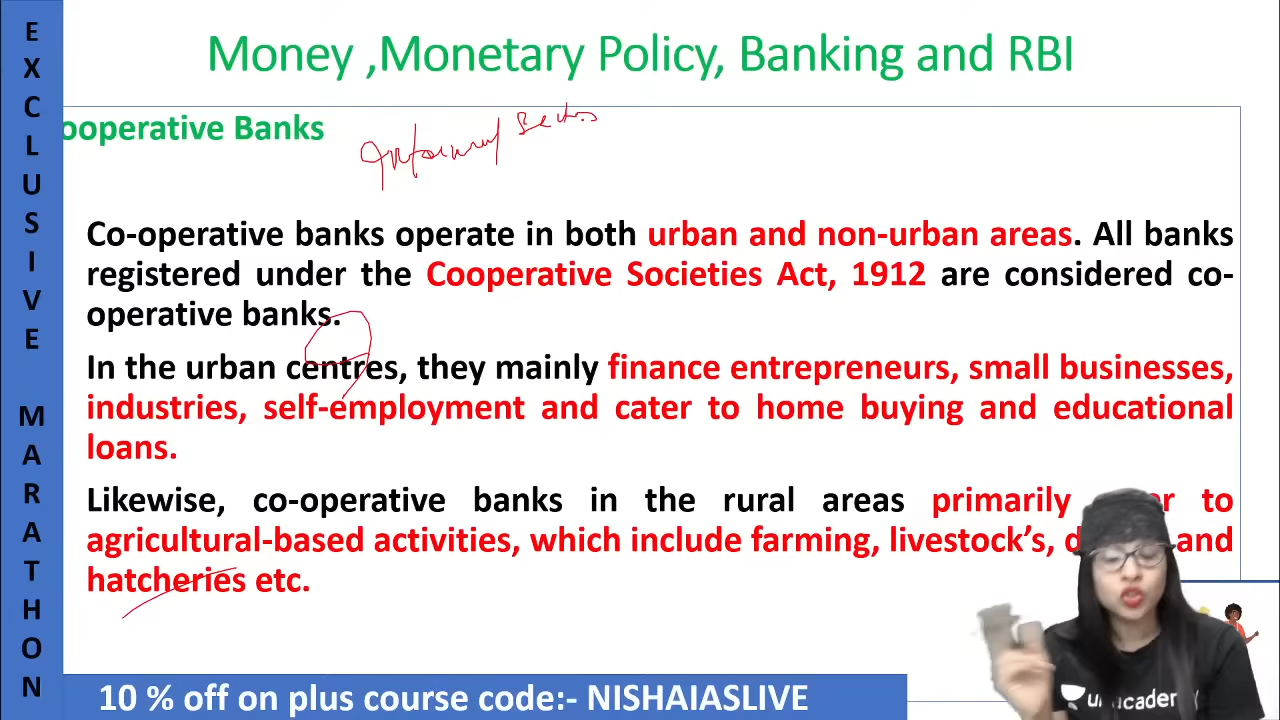 Money ,Monetary Policy, Banking and RBI
EXCLUSIVE MARATHON
ooperative Banks
Informal Sector
Co-operative banks operate in both urban and non-urban areas. All banks
registered under the Cooperative Societies Act, 1912 are considered co-
operative banks.
In the urban centres, they mainly finance entrepreneurs, small businesses,
industries, self-employment and cater to home buying and educational
loans.
Likewise, co-operative banks in the rural areas primarily to
agricultural-based activities, which include farming, livestock's, and
hatcheries etc.
10 % off on plus course code:- NISHAIASLIVE